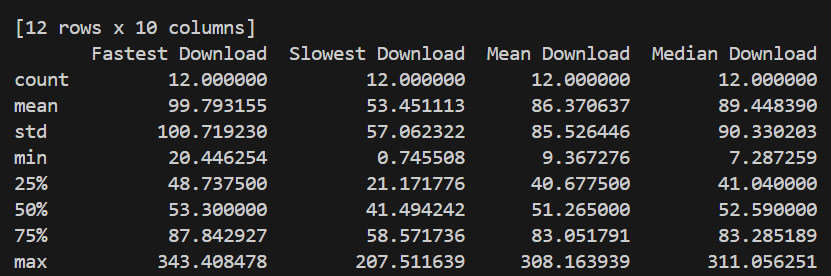 [12 rows x 10 columns]
       Fastest Download  Slowest Download  Mean Download  Median Download
count         12.000000         12.000000      12.000000        12.000000
mean          99.793155         53.451113      86.370637        89.448390
std          100.719230         57.062322      85.526446        90.330203
min           20.446254          0.745508       9.367276         7.287259
25%           48.737500         21.171776      40.677500        41.040000
50%           53.300000         41.494242      51.265000        52.590000
75%           87.842927         58.571736      83.051791        83.285189
max          343.408478        207.511639     308.163939       311.056251